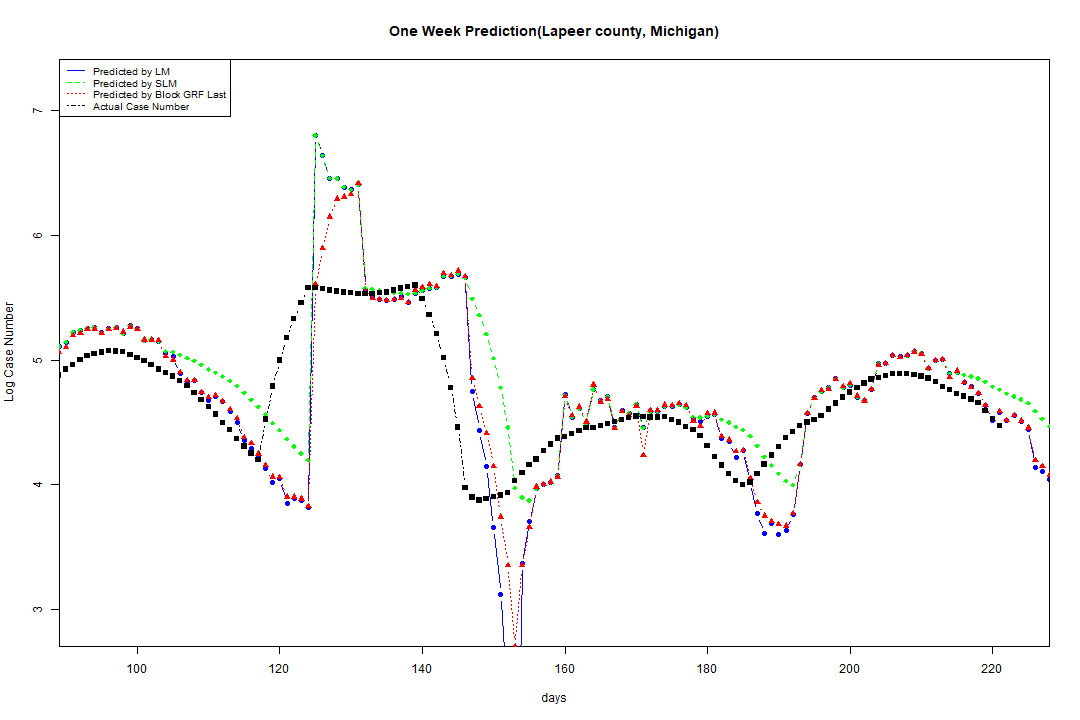 One Week Prediction(Lapeer county, Michigan)
Predicted by LM
Predicted by SLM
Predicted by Block GRF Last
Actual Case Number
7
6
5
4
3
Log Case Number
100 120 140 160 180 200 220
days